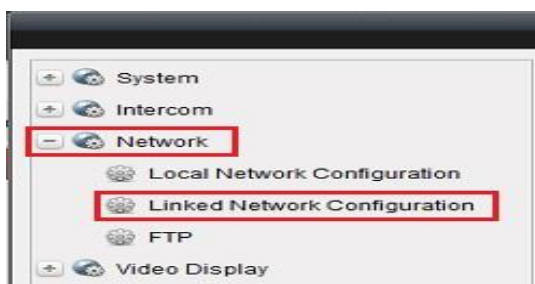 System
Intercom
Network
Local Network Configuration
Linked Network Configuration
FTP
Video Display